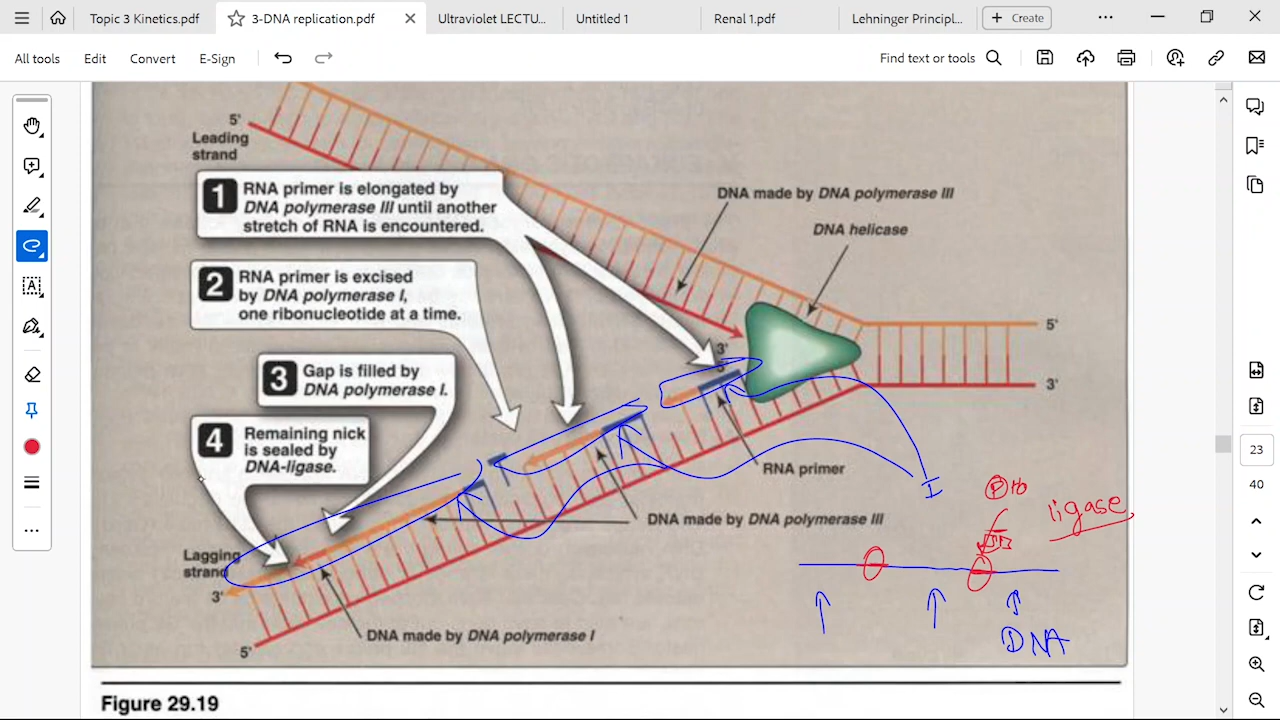 Topic 3 Kinetics.pdf
3-DNA replication.pdf
Ultraviolet LECTU...
Untitled 1
Renal 1.pdf
Lehninger Principl...
Create
All tools
Edit
Convert
E-Sign
Find text or tools
5'
Leading
strand
1 RNA primer is elongated by
DNA polymerase III until another
stretch of RNA is encountered.
DNA made by DNA polymerase III
DNA helicase
2 RNA primer is excised
by DNA polymerase I,
one ribonucleotide at a time.
5'
3'
3'
3 Gap is filled by
DNA polymerase I.
4 Remaining nick
is sealed by
DNA-ligase.
RNA primer
I
ligase
DNA made by DNA polymerase III
Lagging
strand
3'
DNA made by DNA polymerase I
5'
DNA
Figure 29.19
23
40